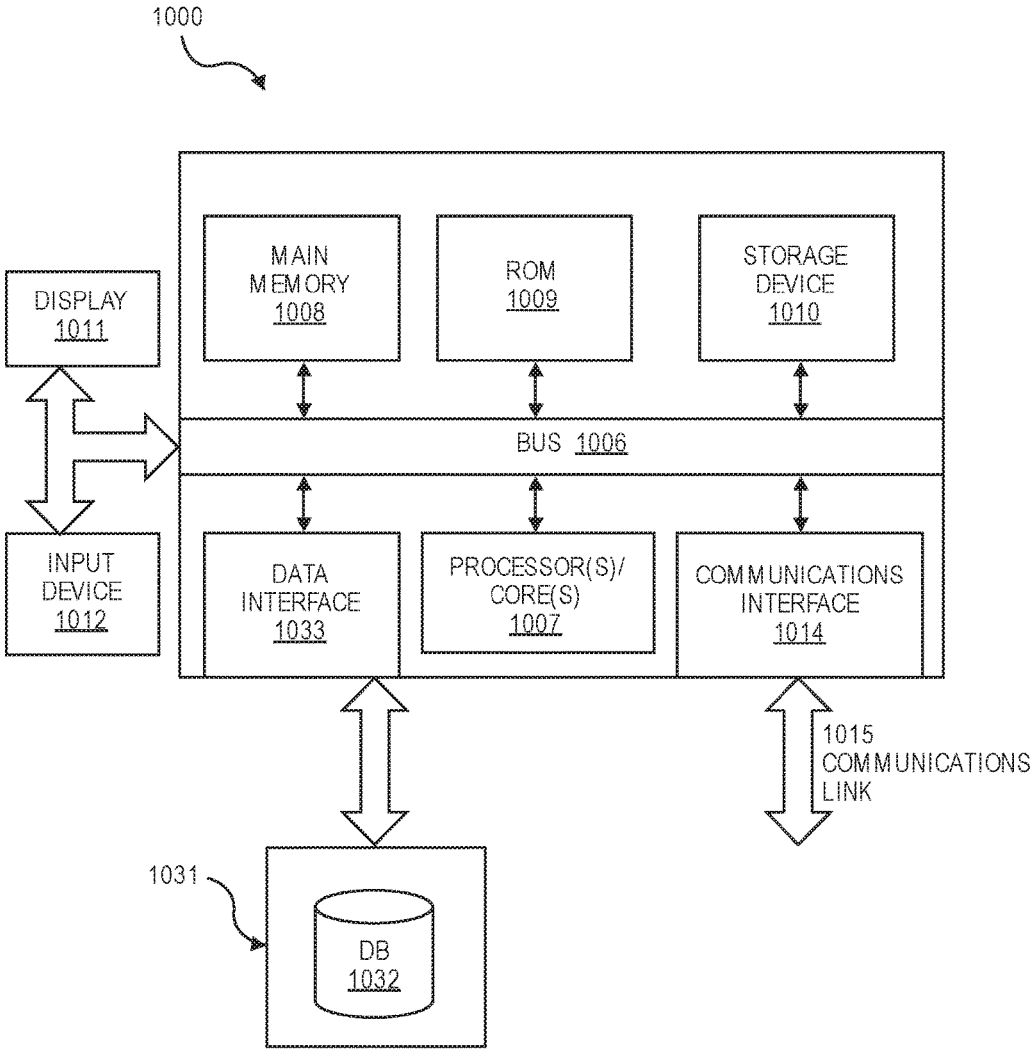 1000
MAIN
MEMORY
1008
ROM
1009
STORAGE
DEVICE
1010
DISPLAY
1011
BUS 1006
INPUT
DEVICE
1012
DATA
INTERFACE
1033
PROCESSOR(S)/
CORE(S)
1007
COMMUNICATIONS
INTERFACE
1014
1015
COMMUNICATIONS
LINK
1031
DB
1032